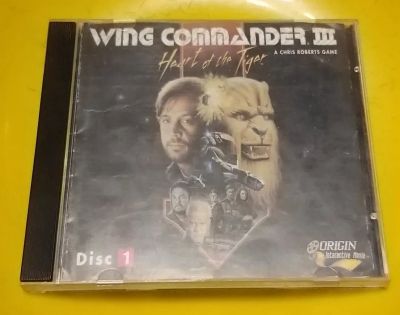 WING COMMANDER III
A CHRIS ROBERTS GAME
Heart of the Tiger
Disc 1
ORIGIN
Interactive Movie